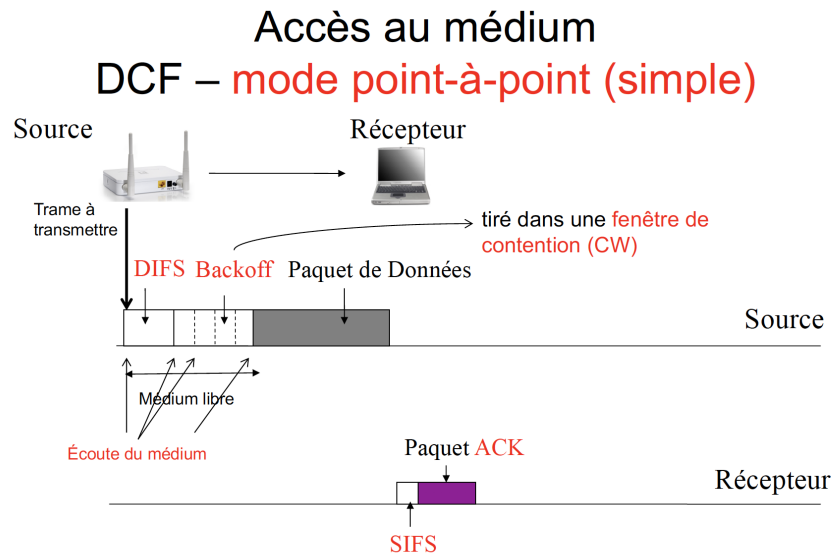 Accès au médium
DCF – mode point-à-point (simple)
Source
Récepteur
Trame à
transmettre
tiré dans une fenêtre de
contention (CW)
DIFS
Backoff
Paquet de Données
Source
Médium libre
Écoute du médium
Paquet ACK
Récepteur
SIFS